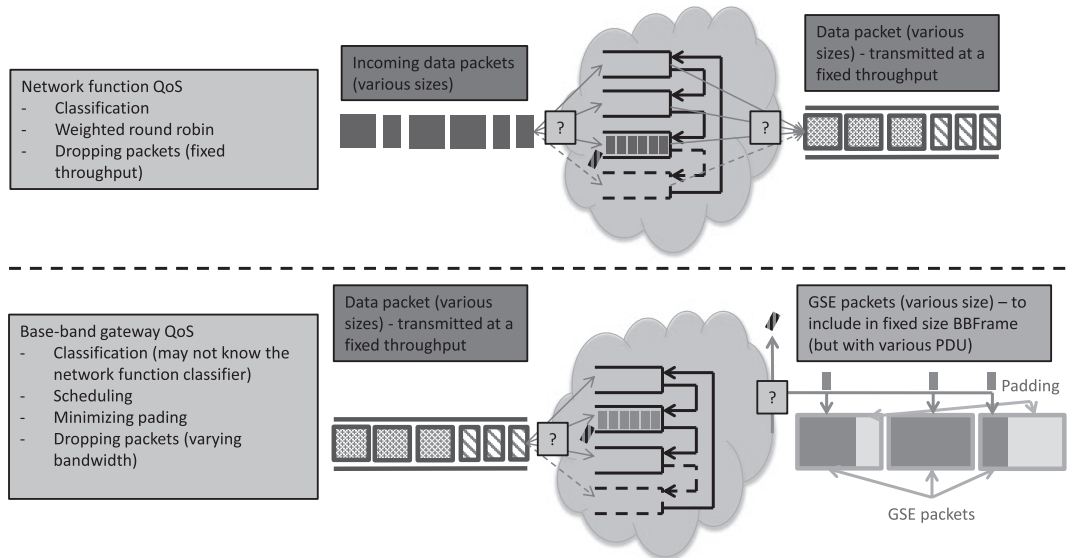 Network function QoS
- Classification
- Weighted round robin
- Dropping packets (fixed
throughput)
Incoming data packets
(various sizes)
?
?
Data packet (various
sizes) - transmitted at a
fixed throughput
Base-band gateway QoS
- Classification (may not know the
network function classifier)
- Scheduling
- Minimizing pading
- Dropping packets (varying
bandwidth)
Data packet (various
sizes) - transmitted at a
fixed throughput
?
?
GSE packets (various size) – to
include in fixed size BBFrame
(but with various PDU)
Padding
GSE packets